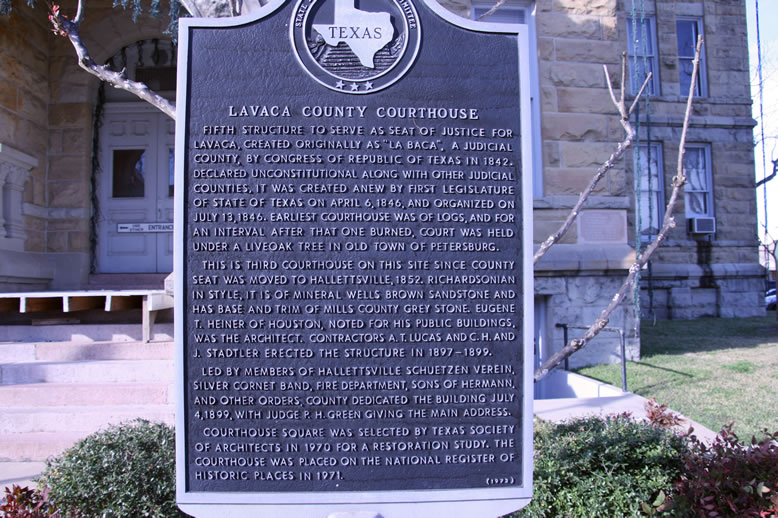 STATE COMMITTEE
TEXAS
LAVACA COUNTY COURTHOUSE
FIFTH STRUCTURE TO SERVE AS SEAT OF JUSTICE FOR
LAVACA, CREATED ORIGINALLY AS "LA BACA", A JUDICIAL
COUNTY, BY CONGRESS OF REPUBLIC OF TEXAS IN 1842.
DECLARED UNCONSTITUTIONAL ALONG WITH OTHER JUDICIAL
COUNTIES, IT WAS CREATED ANEW BY FIRST LEGISLATURE
OF STATE OF TEXAS ON APRIL 6, 1846, AND ORGANIZED ON
JULY 13, 1846. EARLIEST COURTHOUSE WAS OF LOGS, AND FOR
AN INTERVAL AFTER THAT ONE BURNED, COURT WAS HELD
UNDER A LIVEOAK TREE IN OLD TOWN OF PETERSBURG.
THIS IS THIRD COURTHOUSE ON THIS SITE SINCE COUNTY
SEAT WAS MOVED TO HALLETTSVILLE, 1852. RICHARDSONIAN
IN STYLE, IT IS OF MINERAL WELLS BROWN SANDSTONE AND
HAS BASE AND TRIM OF MILLS COUNTY GREY STONE. EUGENE
T. HEINER OF HOUSTON, NOTED FOR HIS PUBLIC BUILDINGS,
WAS THE ARCHITECT. CONTRACTORS A. T. LUCAS AND C. H. AND
J. STADTLER ERECTED THE STRUCTURE IN 1897-1899.
LED BY MEMBERS OF HALLETTSVILLE SCHUETZEN VEREIN,
SILVER CORNET BAND, FIRE DEPARTMENT, SONS OF HERMANN,
AND OTHER ORDERS, COUNTY DEDICATED THE BUILDING JULY
4, 1899, WITH JUDGE P. H. GREEN GIVING THE MAIN ADDRESS.
COURTHOUSE SQUARE WAS SELECTED BY TEXAS SOCIETY
OF ARCHITECTS IN 1970 FOR A RESTORATION STUDY. THE
COURTHOUSE WAS PLACED ON THE NATIONAL REGISTER OF
HISTORIC PLACES IN 1971.
(1973)
ENTRANCE